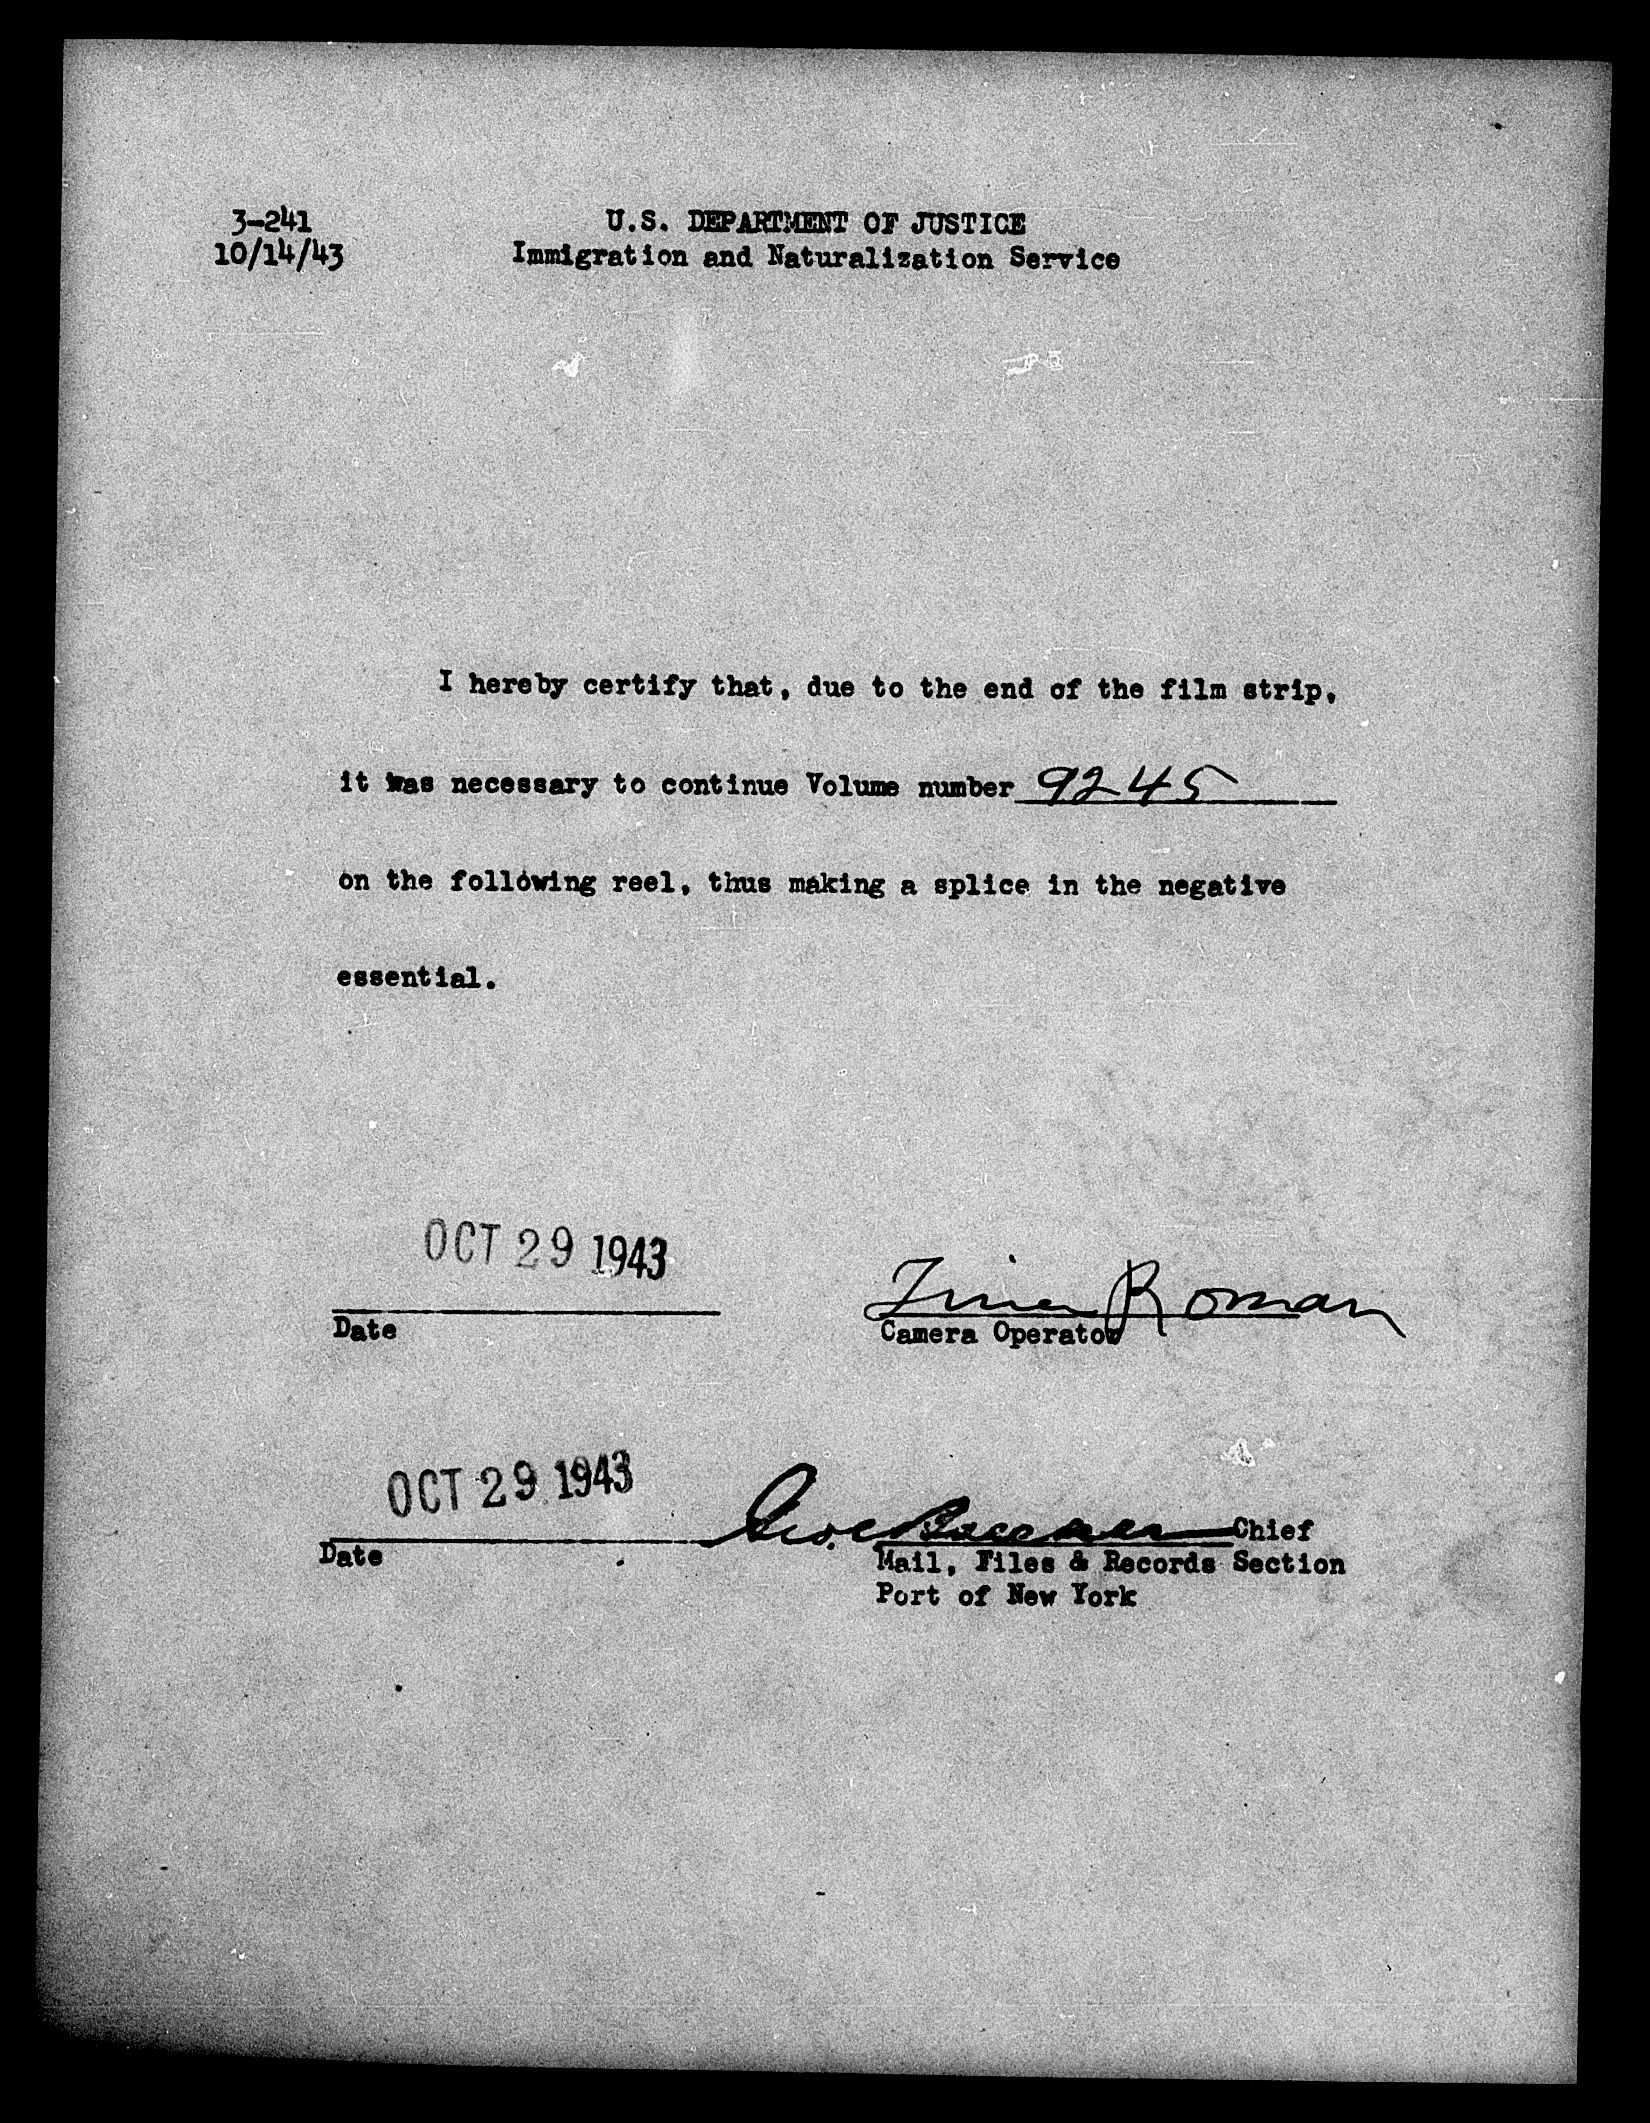 3-241
10/14/43
U.S. DEPARTMENT OF JUSTICE
Immigration and Naturalization Service
I hereby certify that, due to the end of the film strip,
it was necessary to continue Volume number 9245
on the following reel, thus making a splice in the negative
essential.
OCT 29 1943
Date
Roman
Camera Operator
OCT 29 1943
Date
Chief
Mail, Files & Records Section
Port of New York